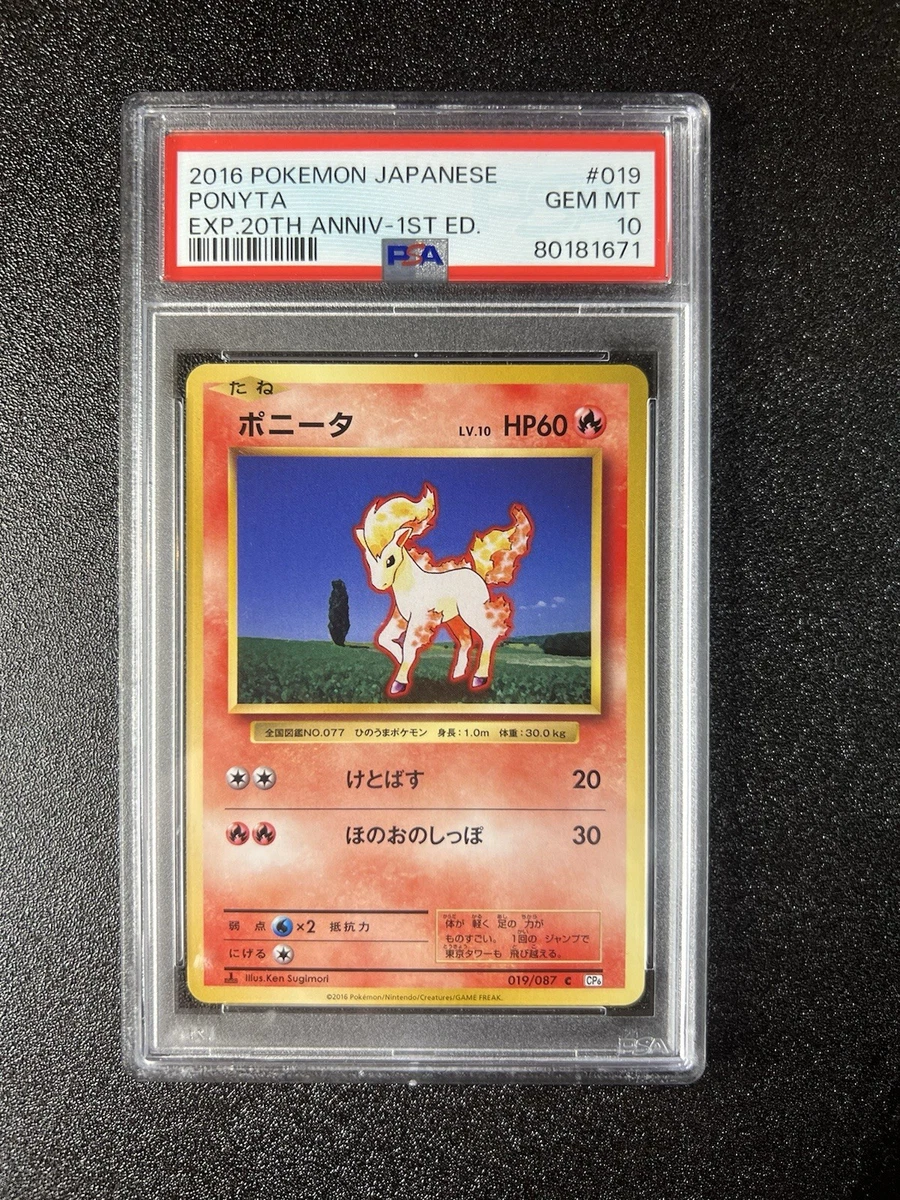 2016 POKEMON JAPANESE #019
PONYTA GEM MT
EXP.20TH ANNIV-1ST ED. 10
PSA 80181671
たね
ポニータ LV.10 HP60
全国図鑑NO.077 ひのうまポケモン 身長:1.0m 体重:30.0kg
けとばす 20
ほのおのしっぽ 30
弱点 ×2 抵抗力
にげる
体が 軽く 足の 力が
ものすごい。 1回の ジャンプで
東京タワーも 飛び越える。
1 Illus.Ken Sugimori 019/087 C CP6
©2016 Pokémon/Nintendo/Creatures/GAME FREAK.
PSA